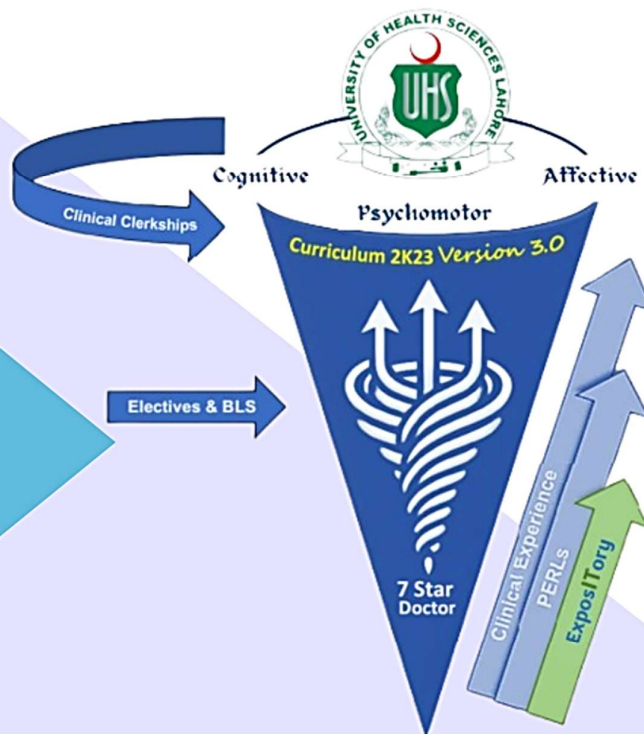 UNIVERSITY OF HEALTH SCIENCES LAHORE
UHS
Cognitive
Affective
Psychomotor
Clinical Clerkships
Curriculum 2K23 Version 3.0
Electives & BLS
7 Star
Doctor
Clinical Experience
PERLs
ExposITory